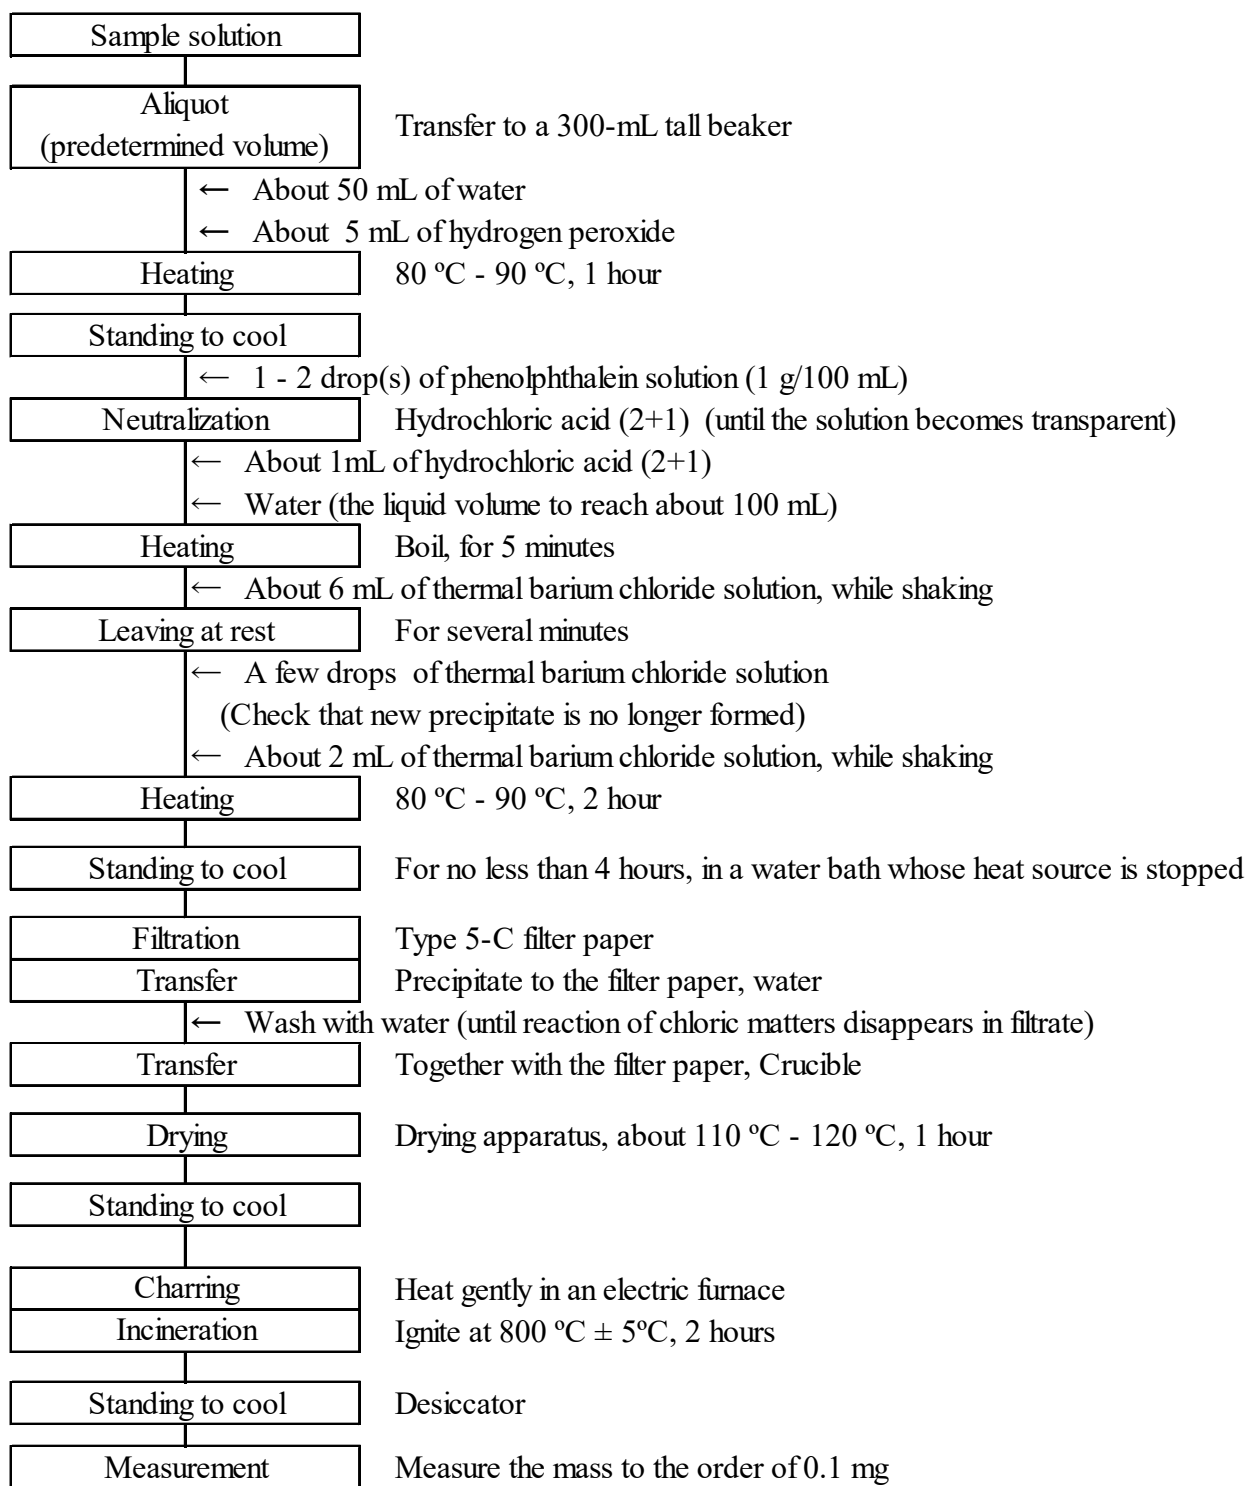 Sample solution
Aliquot
(predetermined volume)
Transfer to a 300-mL tall beaker
← About 50 mL of water
← About 5 mL of hydrogen peroxide
Heating 80 ºC - 90 ºC, 1 hour
Standing to cool
← 1 - 2 drop(s) of phenolphthalein solution (1 g/100 mL)
Neutralization Hydrochloric acid (2+1) (until the solution becomes transparent)
← About 1mL of hydrochloric acid (2+1)
← Water (the liquid volume to reach about 100 mL)
Heating Boil, for 5 minutes
← About 6 mL of thermal barium chloride solution, while shaking
Leaving at rest For several minutes
← A few drops of thermal barium chloride solution
(Check that new precipitate is no longer formed)
← About 2 mL of thermal barium chloride solution, while shaking
Heating 80 ºC - 90 ºC, 2 hour
Standing to cool For no less than 4 hours, in a water bath whose heat source is stopped
Filtration Type 5-C filter paper
Transfer Precipitate to the filter paper, water
← Wash with water (until reaction of chloric matters disappears in filtrate)
Transfer Together with the filter paper, Crucible
Drying Drying apparatus, about 110 ºC - 120 ºC, 1 hour
Standing to cool
Charring Heat gently in an electric furnace
Incineration Ignite at 800 ºC ± 5ºC, 2 hours
Standing to cool Desiccator
Measurement Measure the mass to the order of 0.1 mg